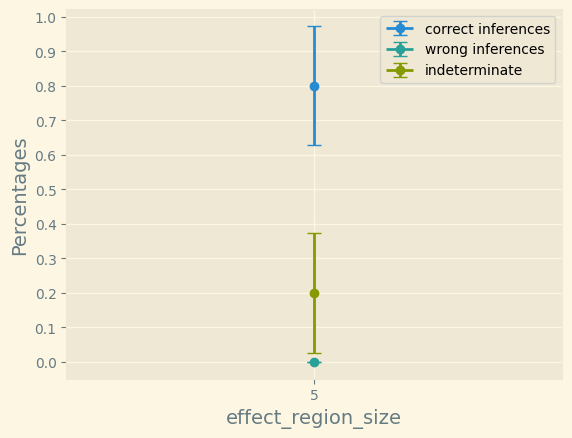 correct inferences
wrong inferences
indeterminate
Percentages
1.0
0.9
0.8
0.7
0.6
0.5
0.4
0.3
0.2
0.1
0.0
5
effect_region_size